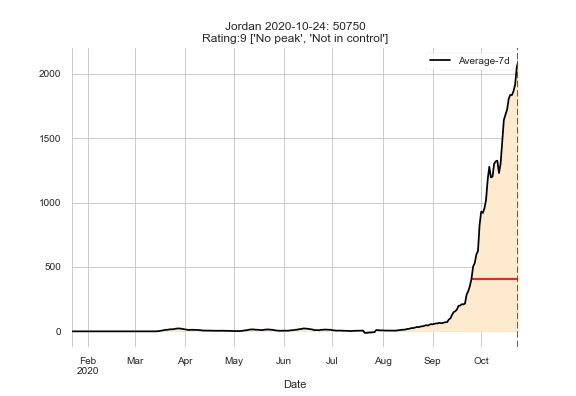 Jordan 2020-10-24: 50750
Rating:9 ['No peak', 'Not in control']
Average-7d
2000
1500
1000
500
0
Feb Mar Apr May Jun Jul Aug Sep Oct
2020
Date